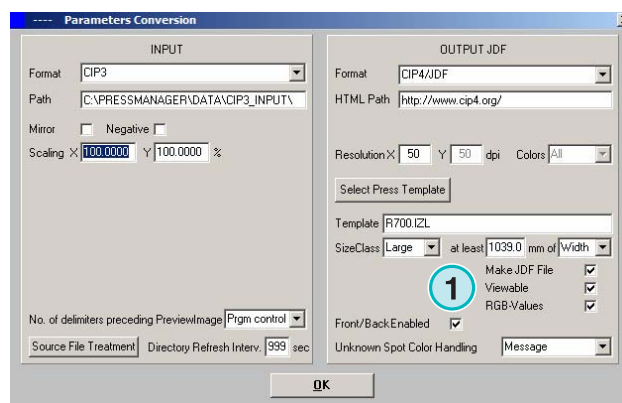 ---- Parameters Conversion
INPUT
Format CIP3
Path C:\PRESSMANAGER\DATA\CIP3_INPUT\
Mirror Negative
Scaling X 100.0000 Y 100.0000 %
No. of delimiters preceding PreviewImage Prgm control
Source File Treatment Directory Refresh Interv. 999 sec
OUTPUT JDF
Format CIP4/JDF
HTML Path http://www.cip4.org/
Resolution X 50 Y 50 dpi Colors All
Select Press Template
Template R700.IZL
SizeClass Large at least 1039.0 mm of Width
Make JDF File
1 Viewable
RGB-Values
Front/Back Enabled
Unknown Spot Color Handling Message
OK